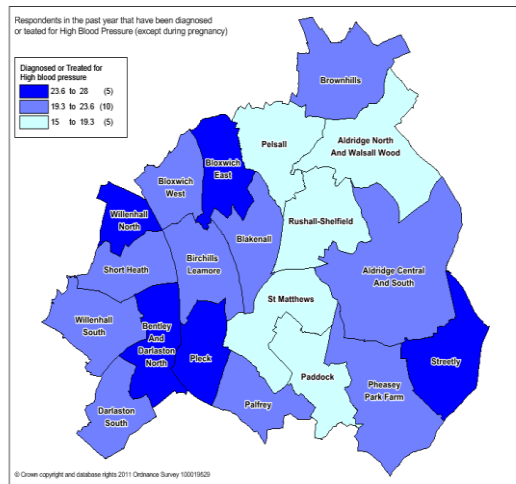 Respondents in the past year that have been diagnosed
or teated for High Blood Pressure (except during pregnancy)
Diagnosed or Treated for
High blood pressure
23.6 to 28 (5)
19.3 to 23.6 (10)
15 to 19.3 (5)
Brownhills
Pelsall
Aldridge North
And Walsall Wood
Bloxwich
East
Bloxwich
West
Willenhall
North
Rushall-Shelfield
Blakenall
Birchills
Leamore
Short Heath
Aldridge Central
And South
St Matthews
Willenhall
South
Bentley
And
Darlaston
North
Pleck
Streetly
Paddock
Pheasey
Park Farm
Palfrey
Darlaston
South
© Crown copyright and database rights 2011 Ordnance Survey 100019529